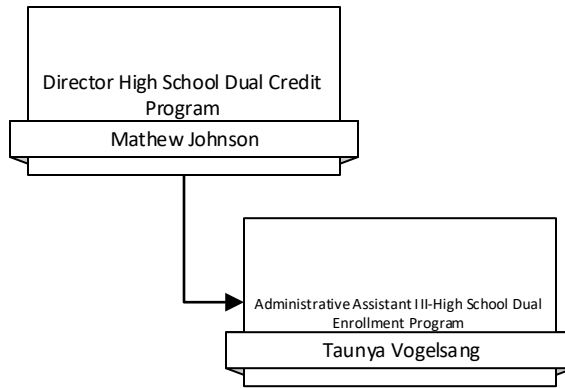 Director High School Dual Credit
Program
Mathew Johnson
Administrative Assistant III-High School Dual
Enrollment Program
Taunya Vogelsang